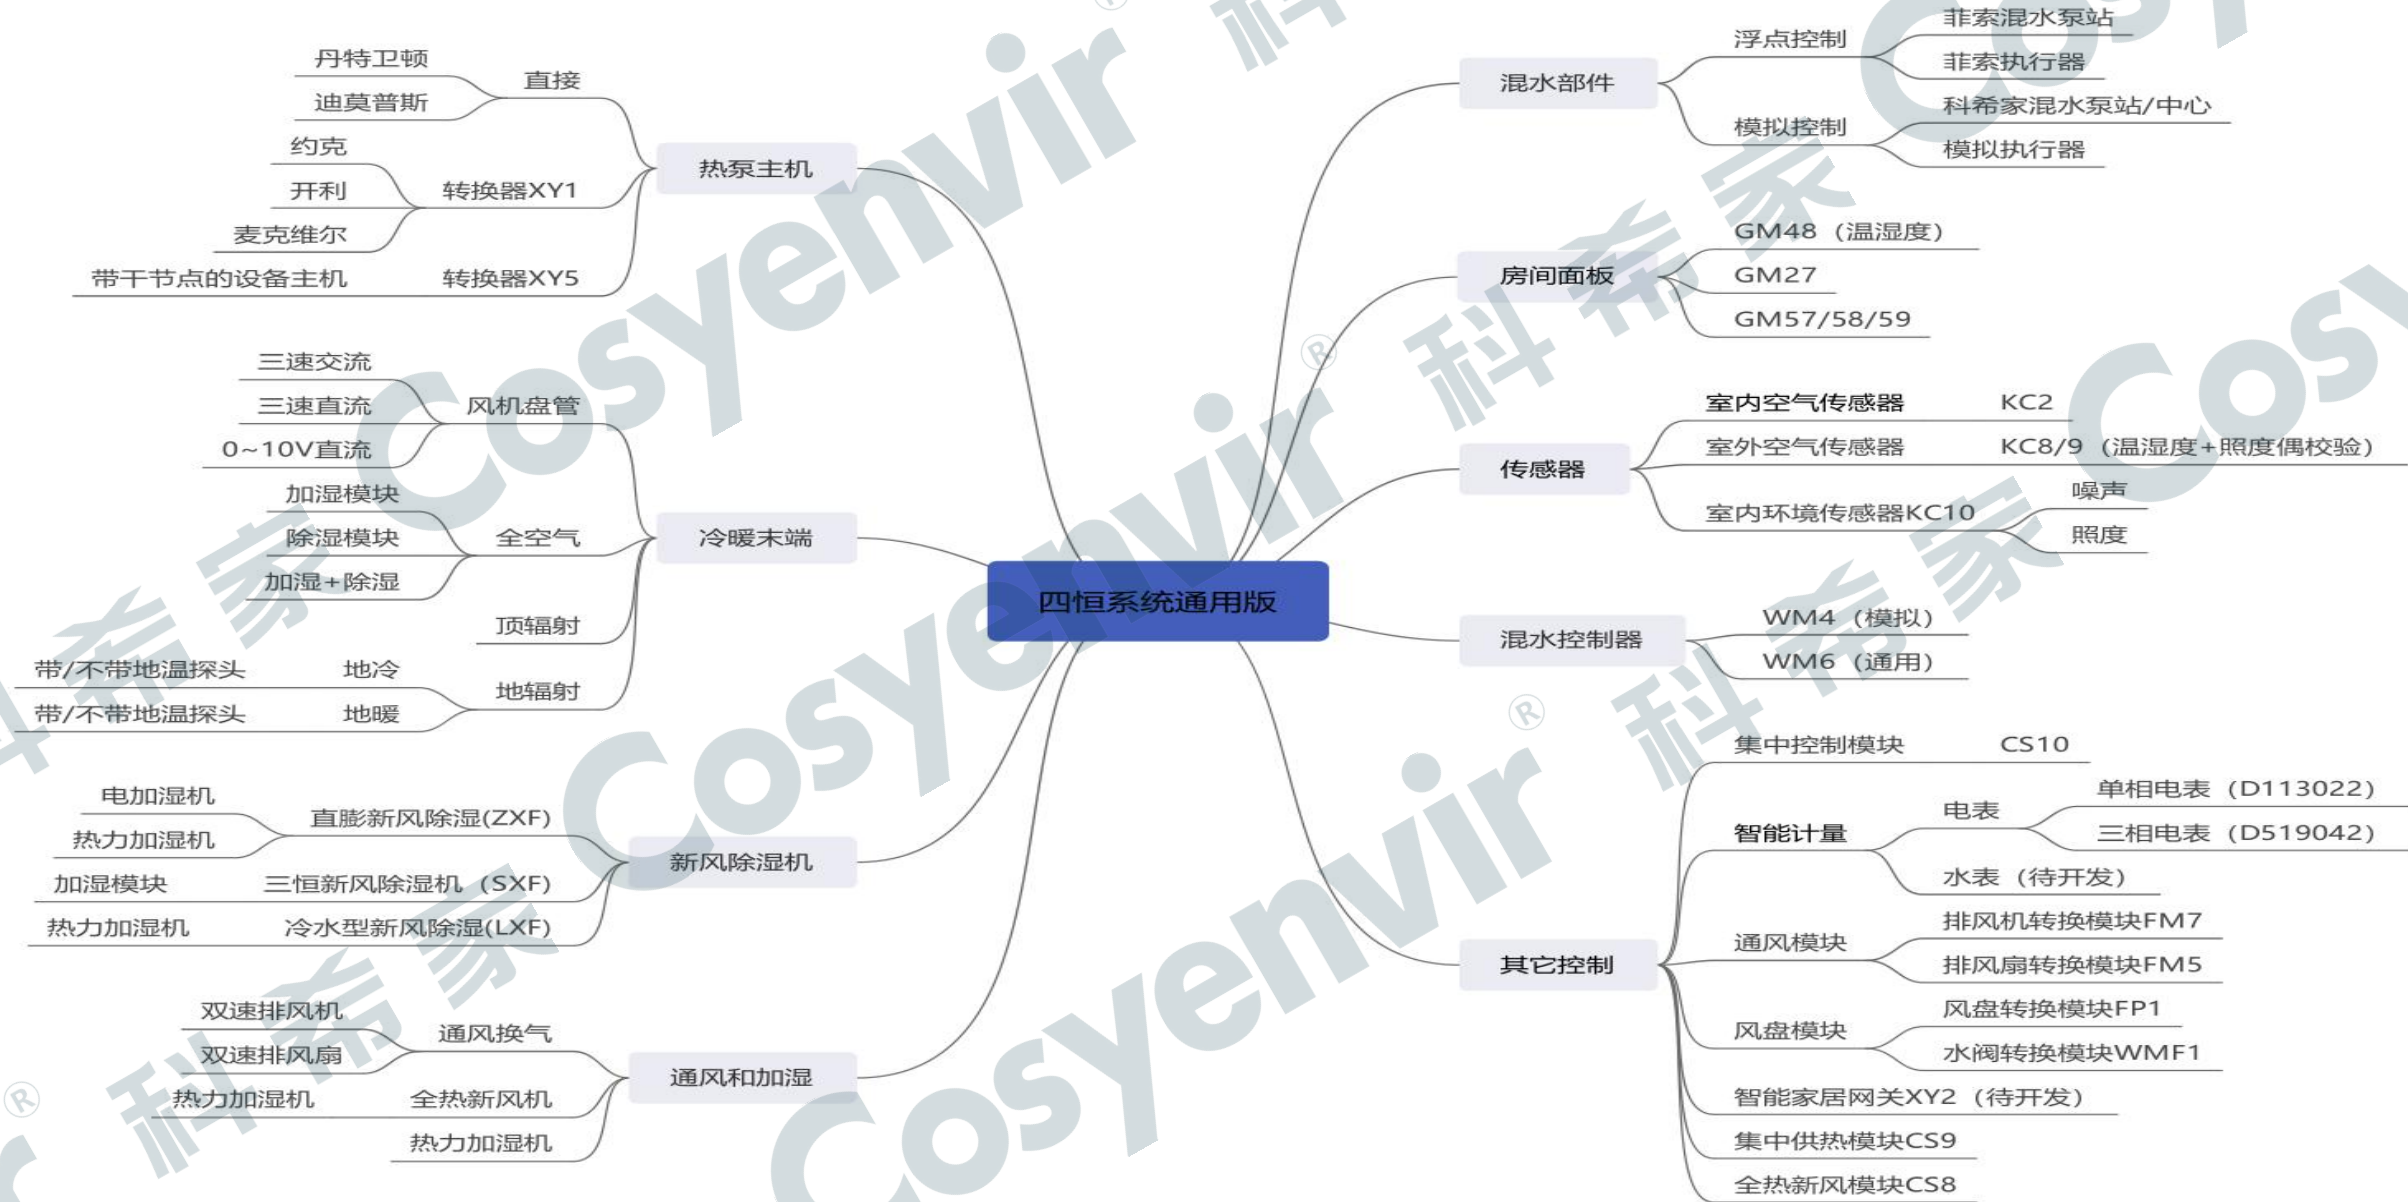 四恒系统通用版
热泵主机
直接
丹特卫顿
迪莫普斯
转换器XY1
约克
开利
麦克维尔
转换器XY5
带干节点的设备主机
冷暖末端
风机盘管
三速交流
三速直流
0~10V直流
全空气
加湿模块
除湿模块
加湿+除湿
顶辐射
地辐射
地冷
带/不带地温探头
地暖
带/不带地温探头
新风除湿机
直膨新风除湿(ZXF)
电加湿机
热力加湿机
三恒新风除湿机（SXF）
加湿模块
冷水型新风除湿(LXF)
热力加湿机
通风和加湿
通风换气
双速排风机
双速排风扇
全热新风机
热力加湿机
热力加湿机
混水部件
浮点控制
菲索混水泵站
菲索执行器
模拟控制
科希家混水泵站/中心
模拟执行器
房间面板
GM48（温湿度）
GM27
GM57/58/59
传感器
室内空气传感器
KC2
室外空气传感器
KC8/9（温湿度+照度偶校验）
室内环境传感器KC10
噪声
照度
混水控制器
WM4（模拟）
WM6（通用）
其它控制
集中控制模块
CS10
智能计量
电表
单相电表（D113022）
三相电表（D519042）
水表（待开发）
通风模块
排风机转换模块FM7
排风扇转换模块FM5
风盘模块
风盘转换模块FP1
水阀转换模块WMF1
智能家居网关XY2（待开发）
集中供热模块CS9
全热新风模块CS8
科希家 Cosyenvir®
科希家 Cosyenvir®
科希家 Cosyenvir®